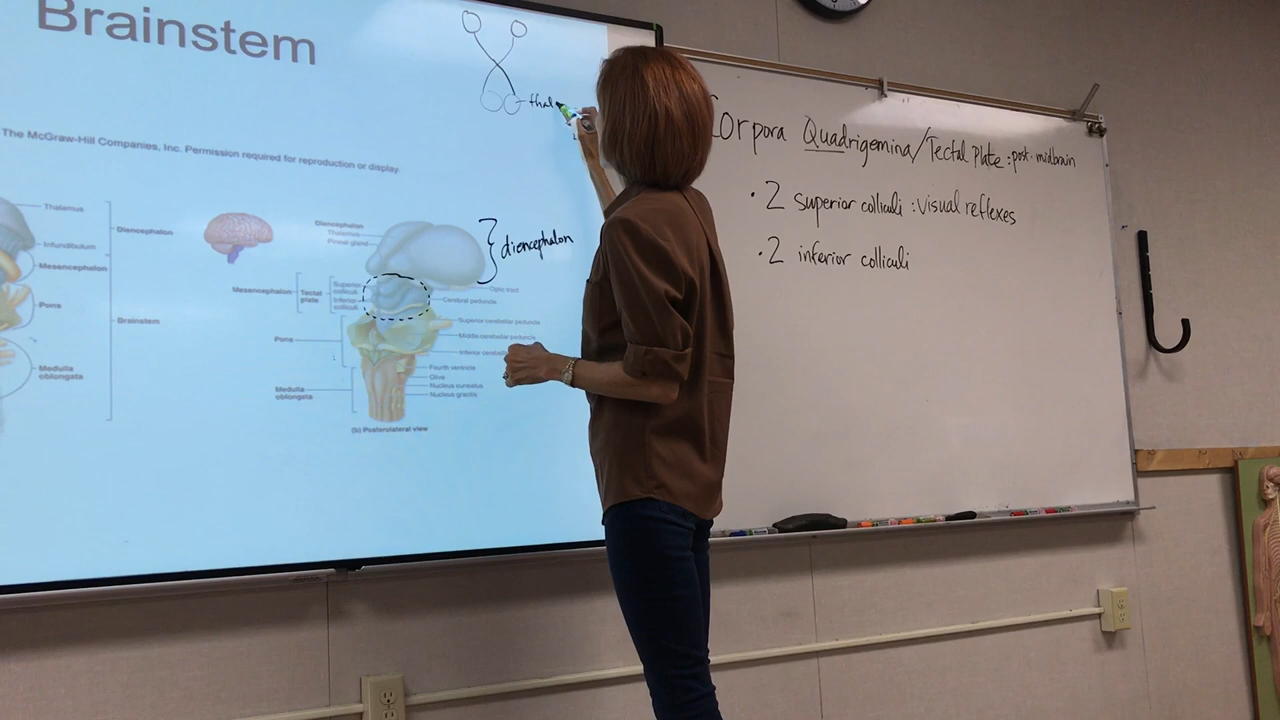 Brainstem
thal
The McGraw-Hill Companies, Inc. Permission required for reproduction or display.
Thalamus
Infundibulum
Diencephalon
Mesencephalon
Pons
Brainstem
Medulla
oblongata
Diencephalon
Thalamus
Pineal gland
diencephalon
Mesencephalon
Tectal
plate
Superior
colliculi
Inferior
colliculi
Optic tract
Cerebral peduncle
Superior cerebellar peduncle
Middle cerebellar peduncle
Inferior
Pons
Fourth ventricle
Olive
Nucleus cuneatus
Nucleus gracilis
Medulla
oblongata
(b) Posterolateral view
Corpora Quadrigemina/Tectal Plate: post. midbrain
• 2 superior colliculi : Visual reflexes
• 2 inferior colliculi